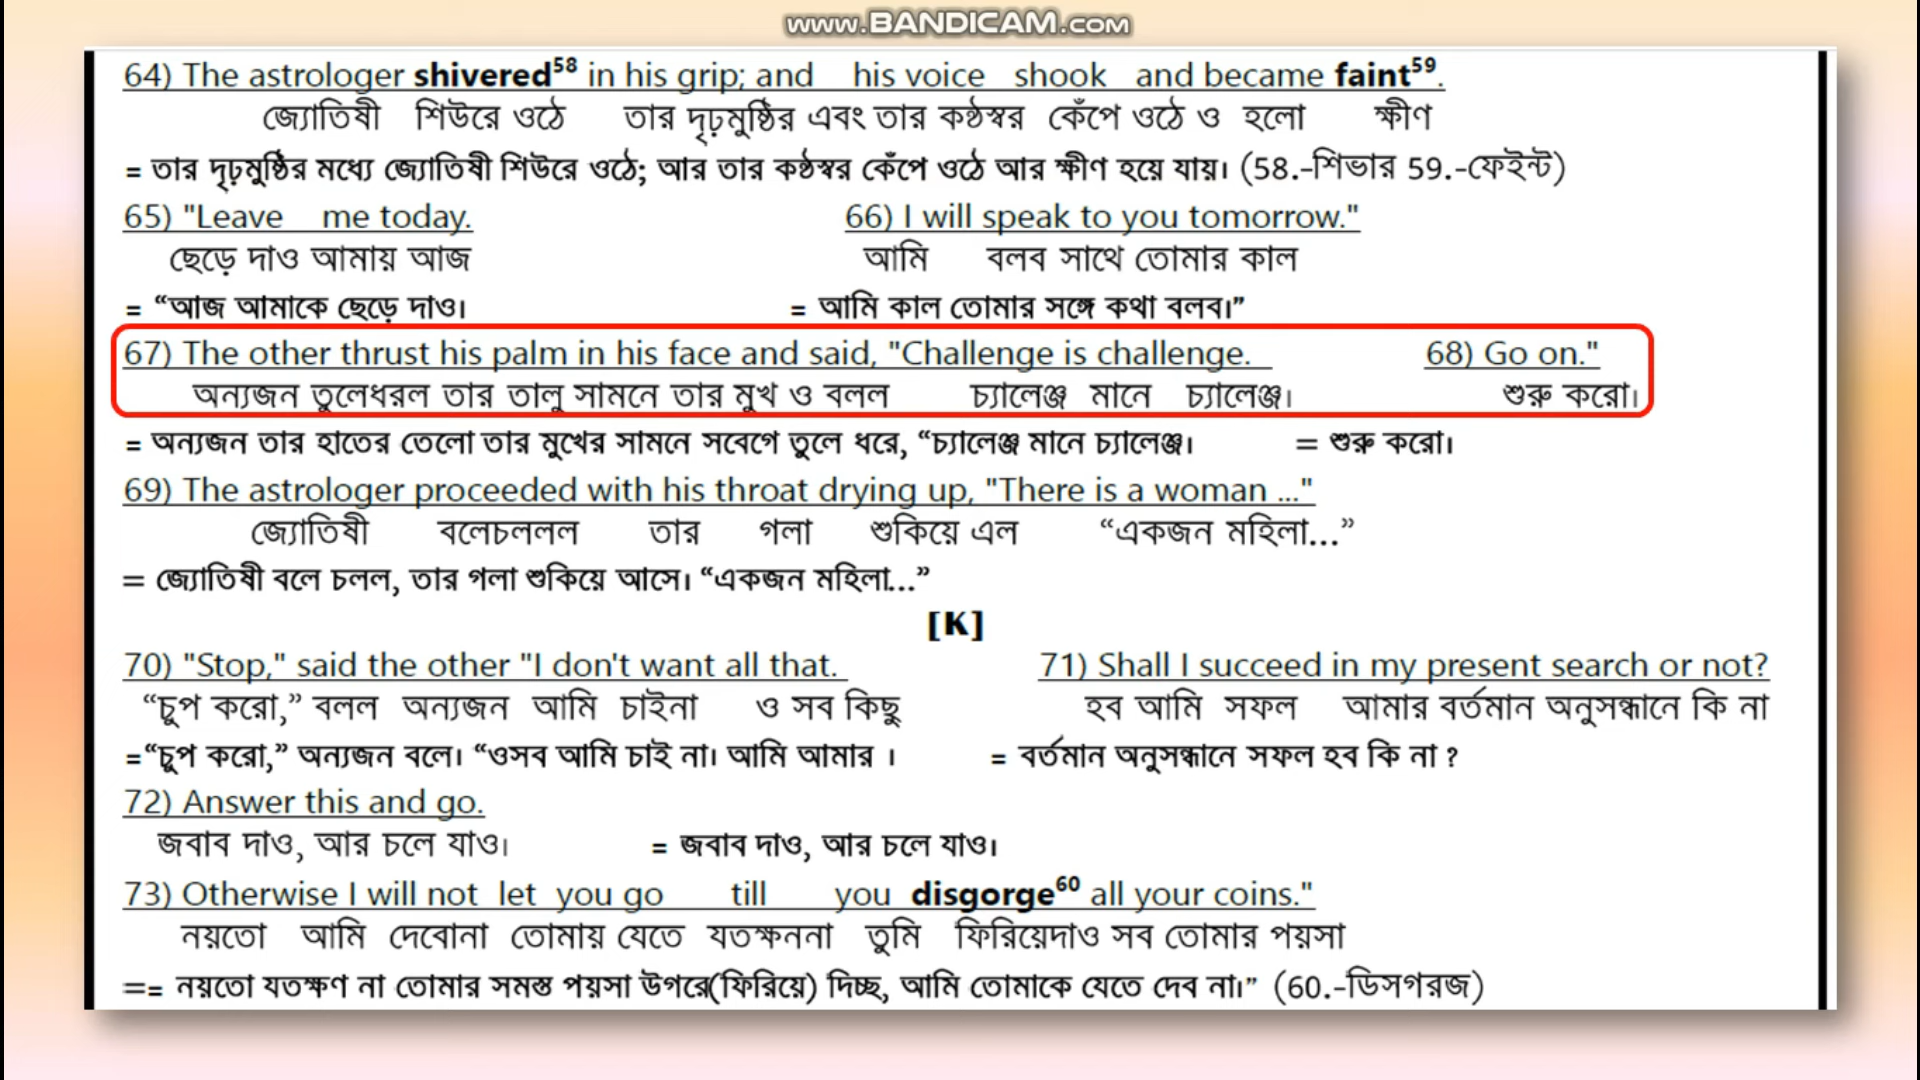 www.BANDICAM.com
64) The astrologer shivered58 in his grip; and his voice shook and became faint59.
জ্যোতিষী শিউরে ওঠে তার দৃঢ়মুষ্ঠির এবং তার কণ্ঠস্বর কেঁপে ওঠে ও হলো ক্ষীণ
= তার দৃঢ়মুষ্ঠির মধ্যে জ্যোতিষী শিউরে ওঠে; আর তার কণ্ঠস্বর কেঁপে ওঠে আর ক্ষীণ হয়ে যায়। (58.-শিভার 59.-ফেইন্ট)
65) "Leave me today. 66) I will speak to you tomorrow."
ছেড়ে দাও আমায় আজ আমি বলব সাথে তোমার কাল
= “আজ আমাকে ছেড়ে দাও। = আমি কাল তোমার সঙ্গে কথা বলব।”
67) The other thrust his palm in his face and said, "Challenge is challenge. 68) Go on."
অন্যজন তুলেধরল তার তালু সামনে তার মুখ ও বলল চ্যালেঞ্জ মানে চ্যালেঞ্জ। শুরু করো।
= অন্যজন তার হাতের তেলো তার মুখের সামনে সবেগে তুলে ধরে, “চ্যালেঞ্জ মানে চ্যালেঞ্জ। = শুরু করো।
69) The astrologer proceeded with his throat drying up, "There is a woman ..."
জ্যোতিষী বলেচললল তার গলা শুকিয়ে এল “একজন মহিলা...”
= জ্যোতিষী বলে চলল, তার গলা শুকিয়ে আসে। “একজন মহিলা...”
[K]
70) "Stop," said the other "I don't want all that. 71) Shall I succeed in my present search or not?
“চুপ করো,” বলল অন্যজন আমি চাইনা ও সব কিছু হব আমি সফল আমার বর্তমান অনুসন্ধানে কি না
=“চুপ করো,” অন্যজন বলে। “ওসব আমি চাই না। আমি আমার । = বর্তমান অনুসন্ধানে সফল হব কি না ?
72) Answer this and go.
জবাব দাও, আর চলে যাও। = জবাব দাও, আর চলে যাও।
73) Otherwise I will not let you go till you disgorge60 all your coins."
নয়তো আমি দেবোনা তোমায় যেতে যতক্ষননা তুমি ফিরিয়েদাও সব তোমার পয়সা
== নয়তো যতক্ষণ না তোমার সমস্ত পয়সা উগরে(ফিরিয়ে) দিচ্ছ, আমি তোমাকে যেতে দেব না।” (60.-ডিসগরজ)